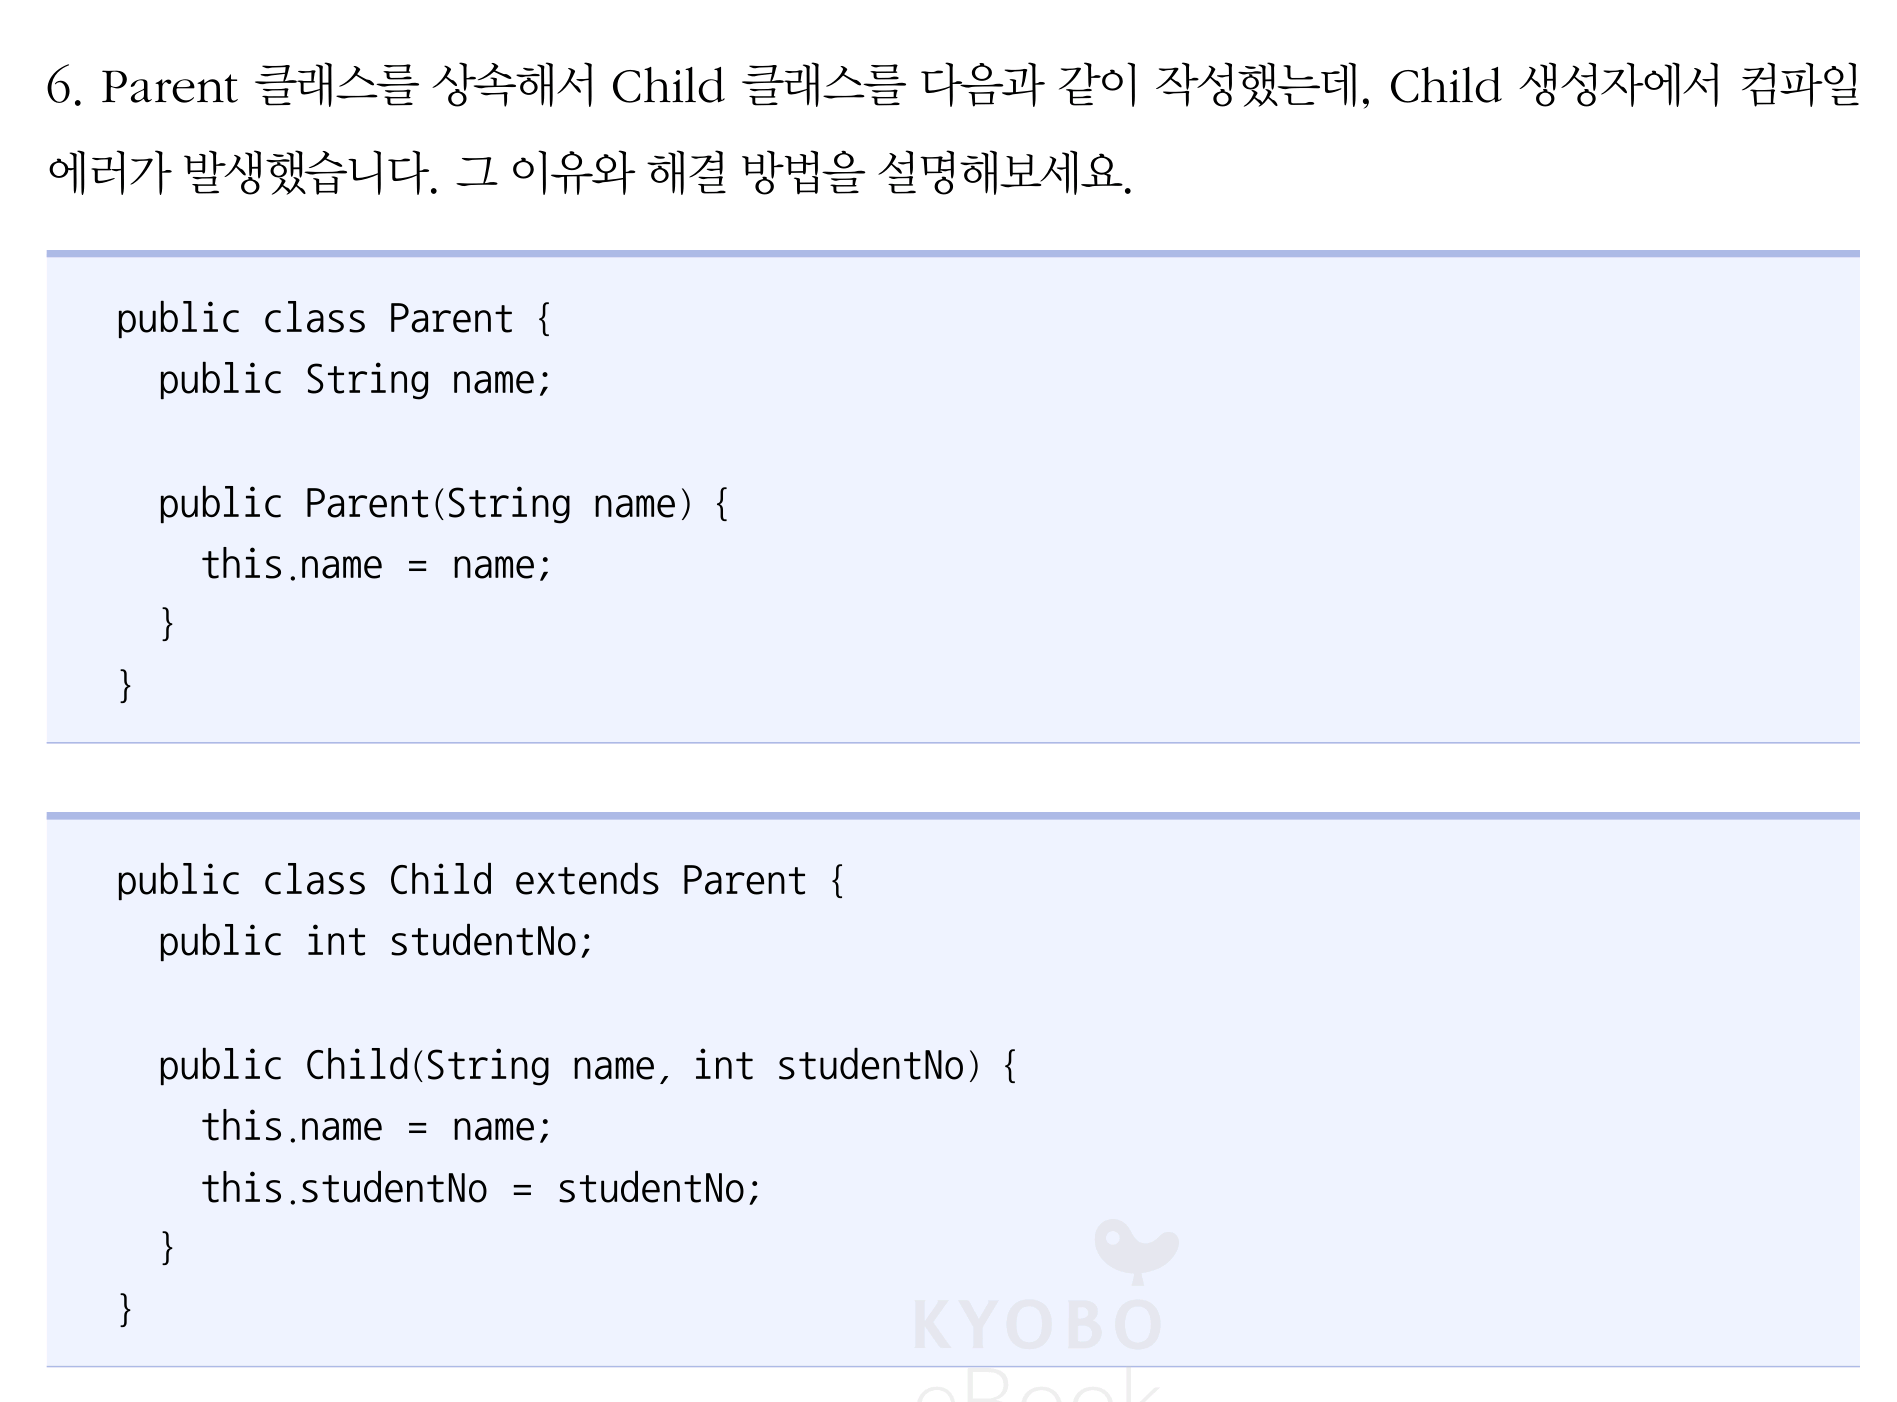 6. Parent 클래스를 상속해서 Child 클래스를 다음과 같이 작성했는데, Child 생성자에서 컴파일
에러가 발생했습니다. 그 이유와 해결 방법을 설명해보세요.
public class Parent {
  public String name;
  public Parent(String name) {
    this.name = name;
  }
}
public class Child extends Parent {
  public int studentNo;
  public Child(String name, int studentNo) {
    this.name = name;
    this.studentNo = studentNo;
  }
}
KYOBO
eBook